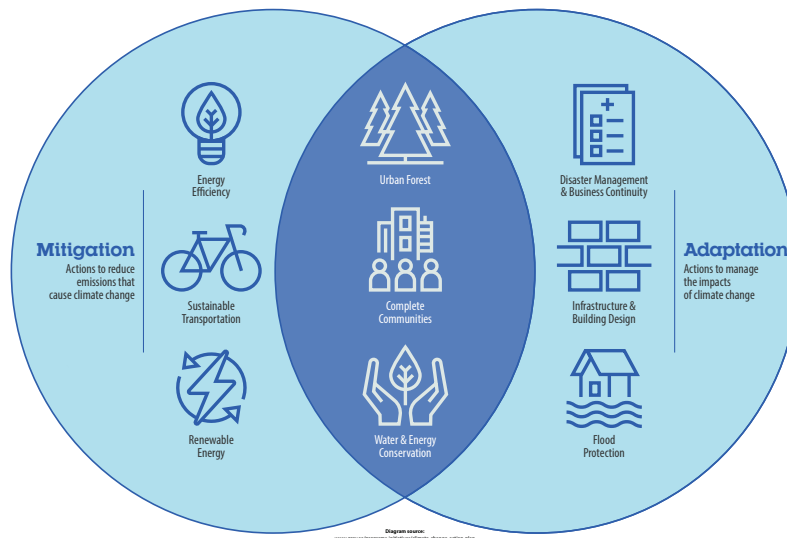 Mitigation
Actions to reduce
emissions that
cause climate change
Energy
Efficiency
Sustainable
Transportation
Renewable
Energy
Urban Forest
Complete
Communities
Water & Energy
Conservation
Disaster Management
& Business Continuity
Infrastructure &
Building Design
Flood
Protection
Adaptation
Actions to manage
the impacts
of climate change
Diagram source: